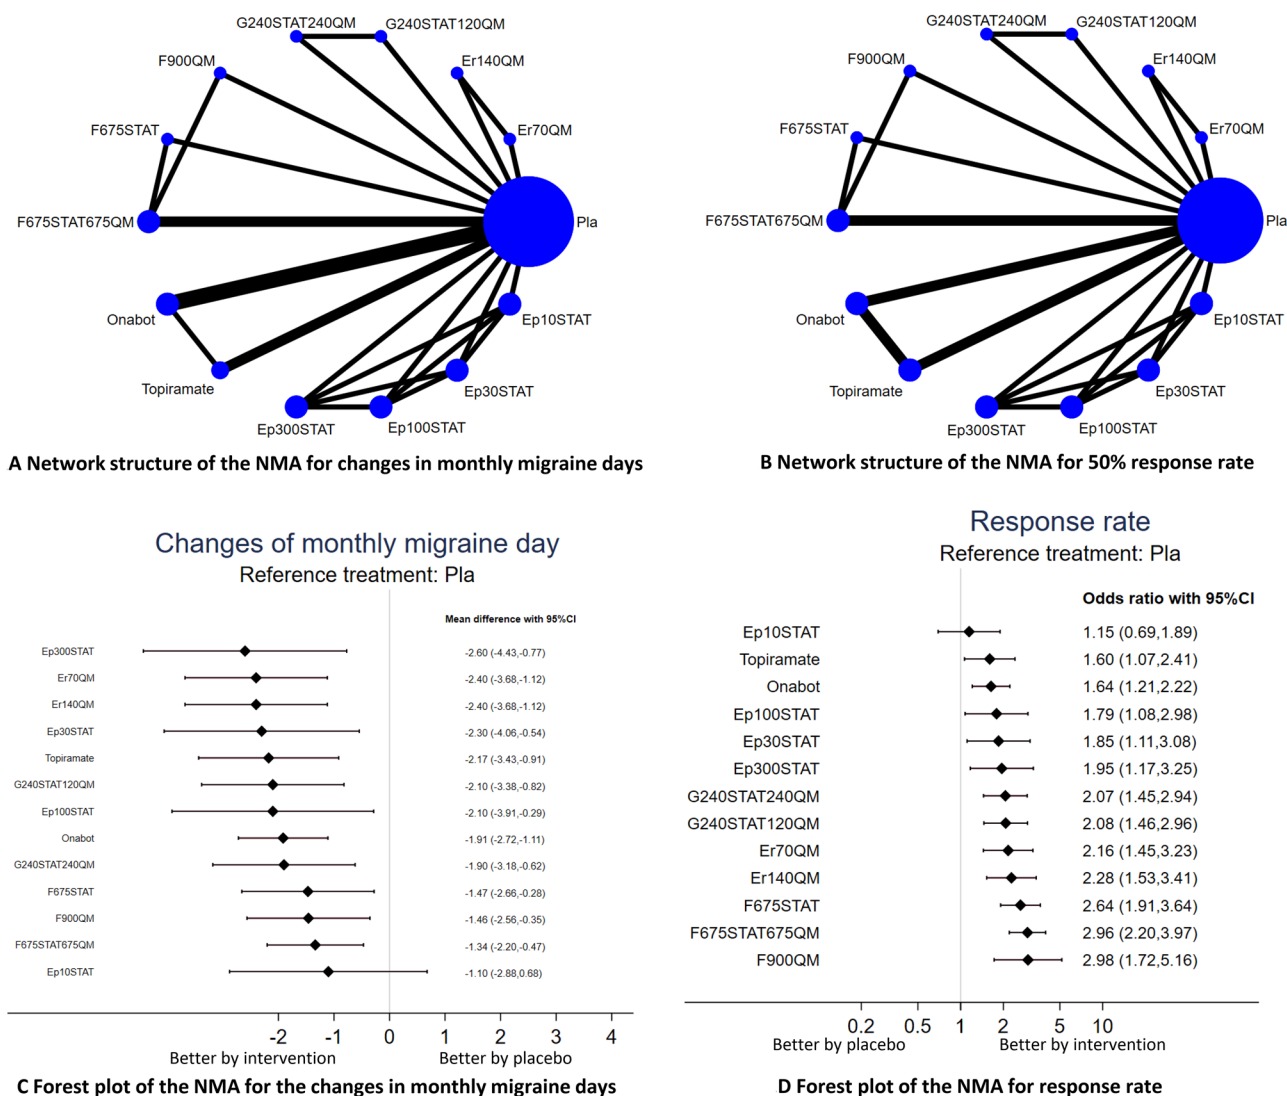 G240STAT240QM
G240STAT120QM
F900QM
Er140QM
F675STAT
Er70QM
F675STAT675QM
Pla
Onabot
Ep10STAT
Topiramate
Ep30STAT
Ep300STAT
Ep100STAT
A Network structure of the NMA for changes in monthly migraine days
G240STAT240QM
G240STAT120QM
F900QM
Er140QM
F675STAT
Er70QM
F675STAT675QM
Pla
Onabot
Ep10STAT
Topiramate
Ep30STAT
Ep300STAT
Ep100STAT
B Network structure of the NMA for 50% response rate
Changes of monthly migraine day
Reference treatment: Pla
Mean difference with 95%CI
Ep300STAT -2.60 (-4.43,-0.77)
Er70QM -2.40 (-3.68,-1.12)
Er140QM -2.40 (-3.68,-1.12)
Ep30STAT -2.30 (-4.06,-0.54)
Topiramate -2.17 (-3.43,-0.91)
G240STAT120QM -2.10 (-3.38,-0.82)
Ep100STAT -2.10 (-3.91,-0.29)
Onabot -1.91 (-2.72,-1.11)
G240STAT240QM -1.90 (-3.18,-0.62)
F675STAT -1.47 (-2.66,-0.28)
F900QM -1.46 (-2.56,-0.35)
F675STAT675QM -1.34 (-2.20,-0.47)
Ep10STAT -1.10 (-2.88,0.68)
-2 -1 0 1 2 3 4
Better by intervention Better by placebo
C Forest plot of the NMA for the changes in monthly migraine days
Response rate
Reference treatment: Pla
Odds ratio with 95%CI
Ep10STAT 1.15 (0.69,1.89)
Topiramate 1.60 (1.07,2.41)
Onabot 1.64 (1.21,2.22)
Ep100STAT 1.79 (1.08,2.98)
Ep30STAT 1.85 (1.11,3.08)
Ep300STAT 1.95 (1.17,3.25)
G240STAT240QM 2.07 (1.45,2.94)
G240STAT120QM 2.08 (1.46,2.96)
Er70QM 2.16 (1.45,3.23)
Er140QM 2.28 (1.53,3.41)
F675STAT 2.64 (1.91,3.64)
F675STAT675QM 2.96 (2.20,3.97)
F900QM 2.98 (1.72,5.16)
0.2 0.5 1 2 5 10
Better by placebo Better by intervention
D Forest plot of the NMA for response rate